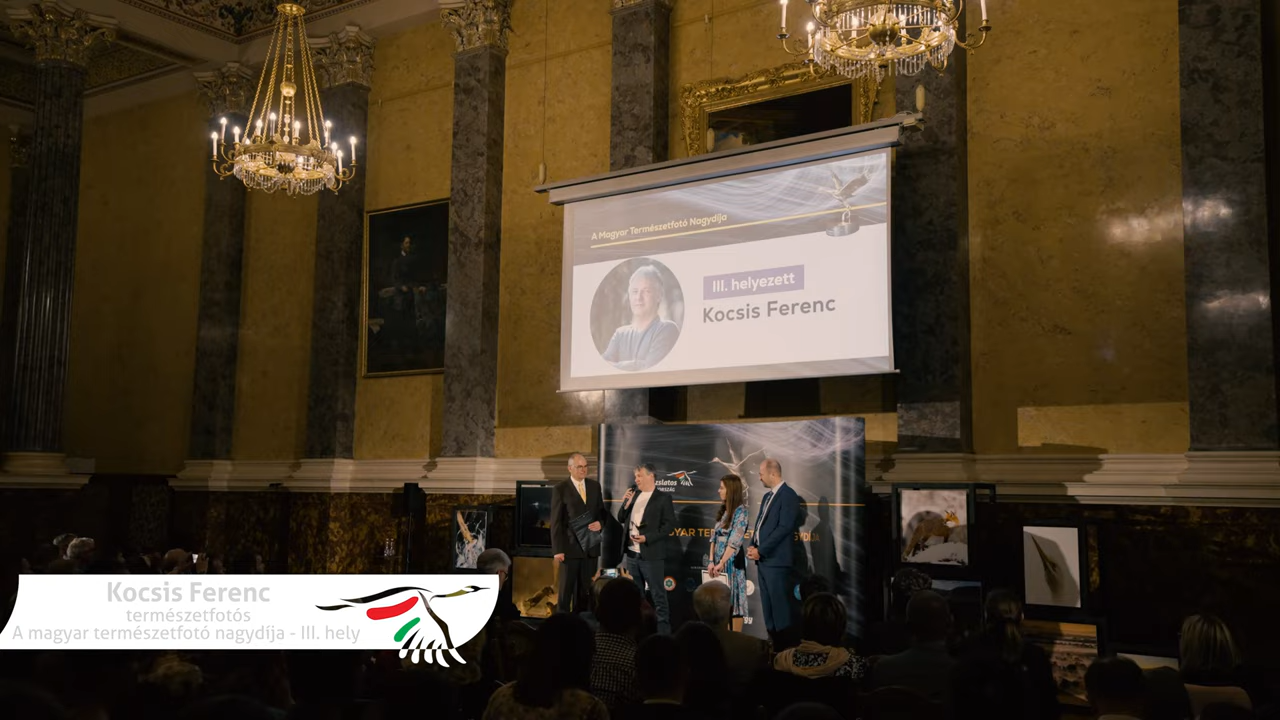 A Magyar Természetfotó Nagydíja
III. helyezett
Kocsis Ferenc
Kocsis Ferenc
természetfotós
A magyar természetfotó nagydíja - III. hely